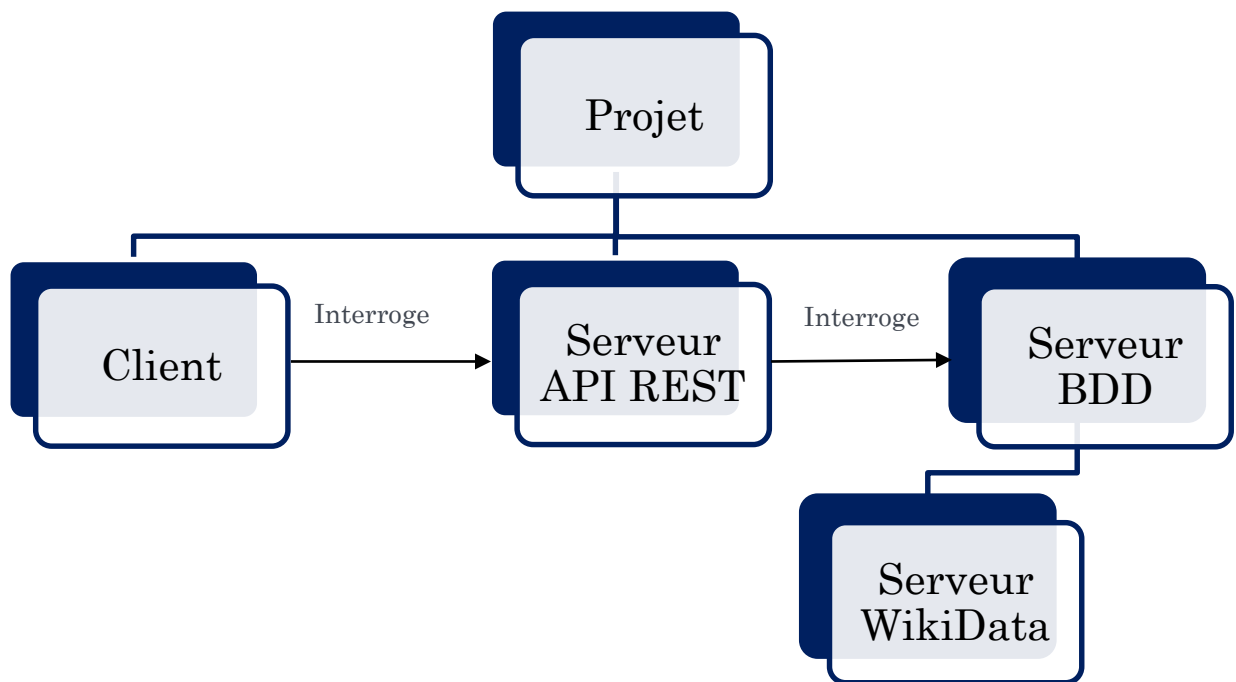 Projet
Client
Interroge
Serveur
API REST
Interroge
Serveur
BDD
Serveur
WikiData